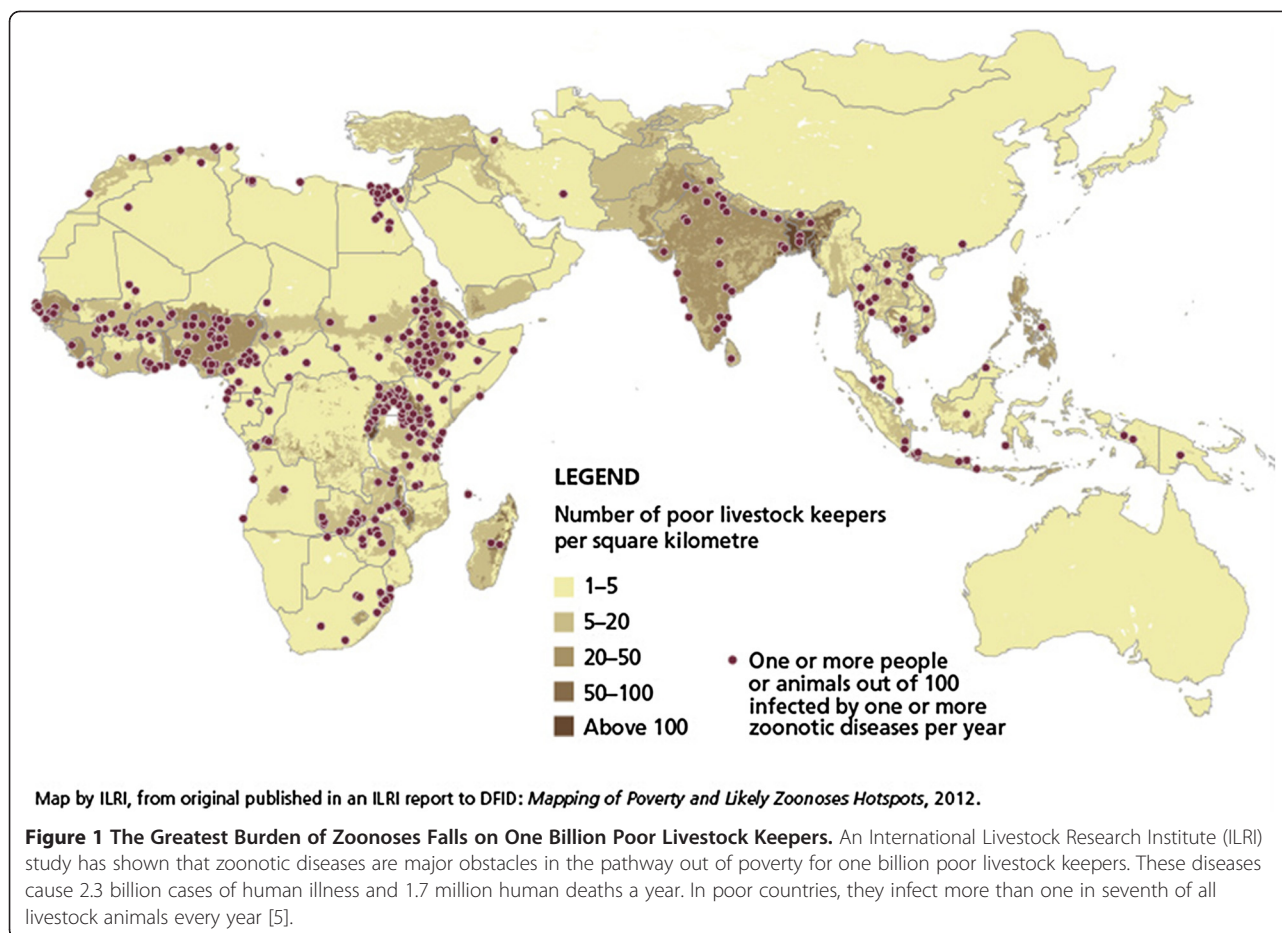 LEGEND
Number of poor livestock keepers
per square kilometre
1–5
5–20
20–50
50–100
Above 100
One or more people
or animals out of 100
infected by one or more
zoonotic diseases per year
Map by ILRI, from original published in an ILRI report to DFID: Mapping of Poverty and Likely Zoonoses Hotspots, 2012.
Figure 1 The Greatest Burden of Zoonoses Falls on One Billion Poor Livestock Keepers. An International Livestock Research Institute (ILRI)
study has shown that zoonotic diseases are major obstacles in the pathway out of poverty for one billion poor livestock keepers. These diseases
cause 2.3 billion cases of human illness and 1.7 million human deaths a year. In poor countries, they infect more than one in seventh of all
livestock animals every year [5].